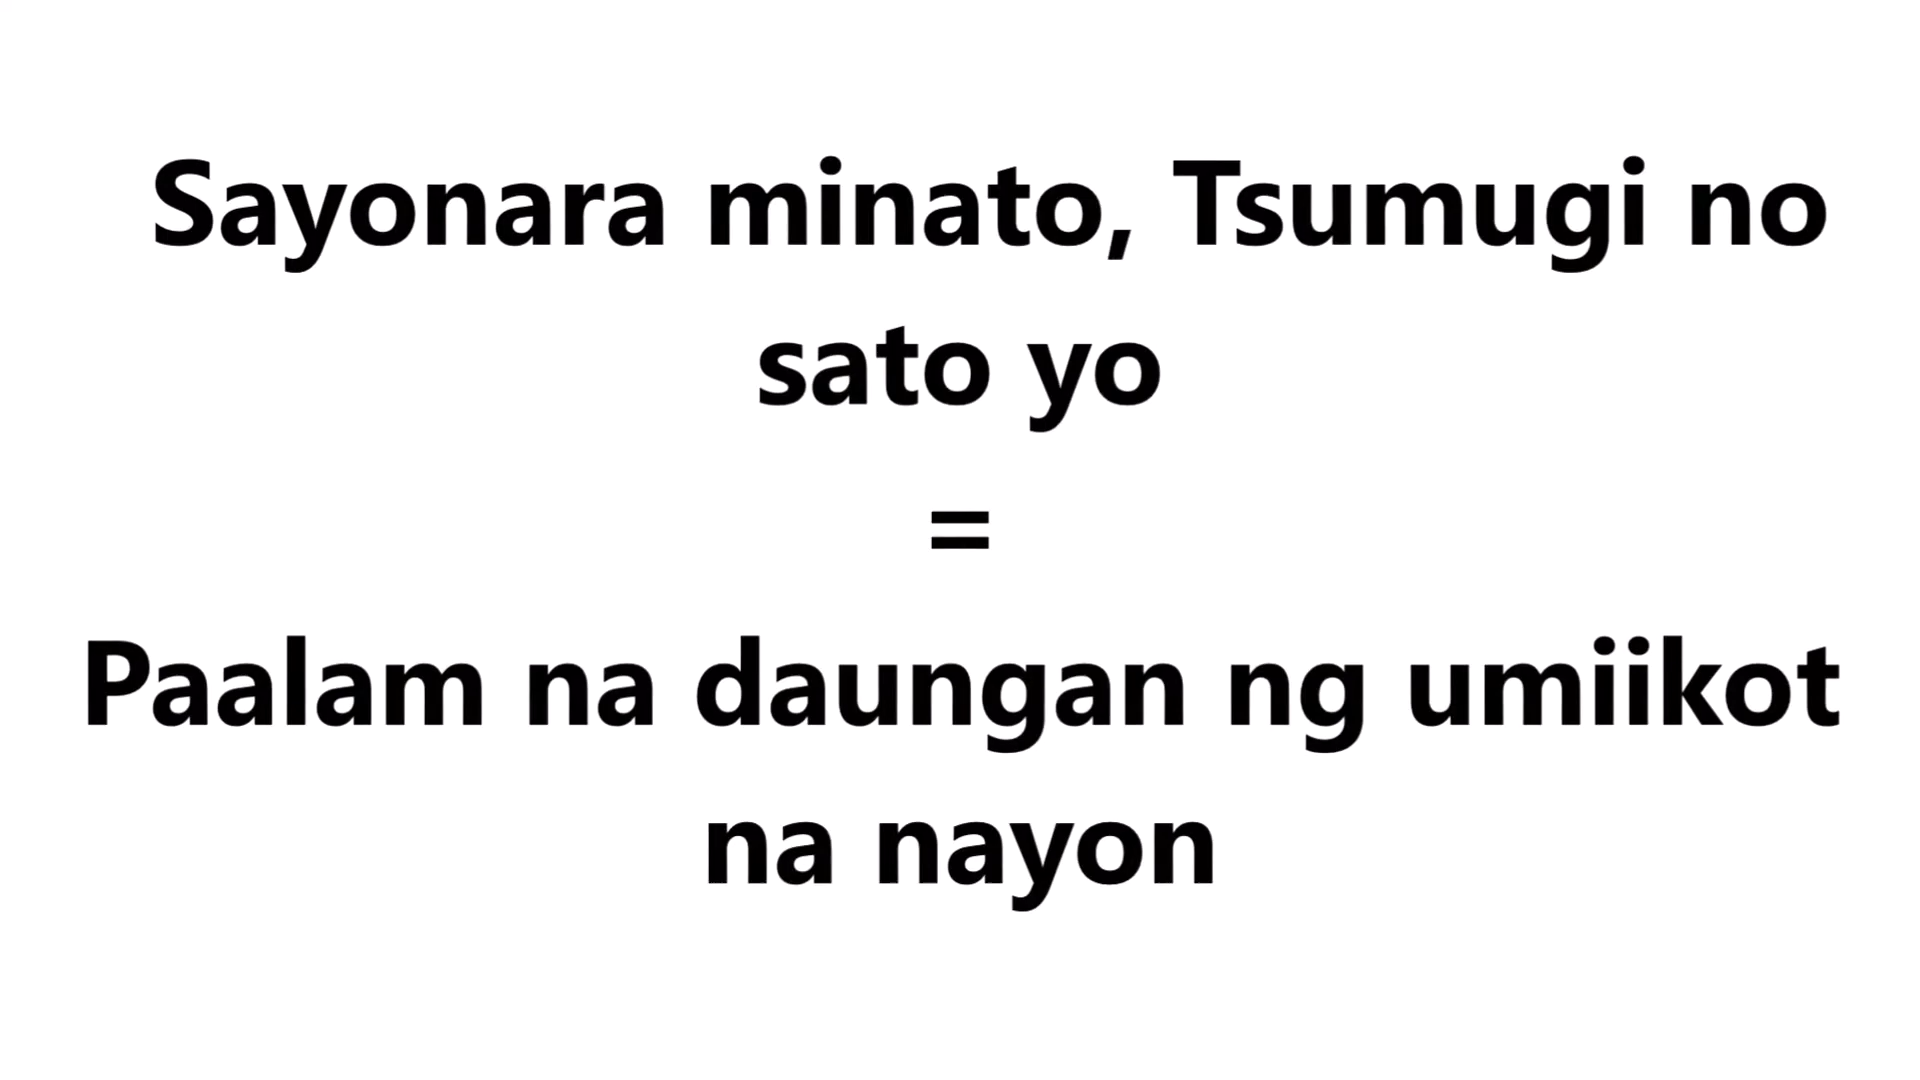 Sayonara minato, Tsumugi no
sato yo
=
Paalam na daungan ng umiikot
na nayon